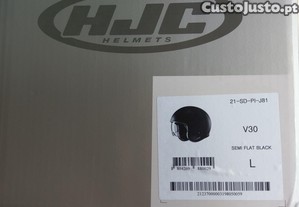 CustoJusto.pt
HJC
HELMETS
21-SD-PI-J81
V30
SEMI FLAT BLACK
L